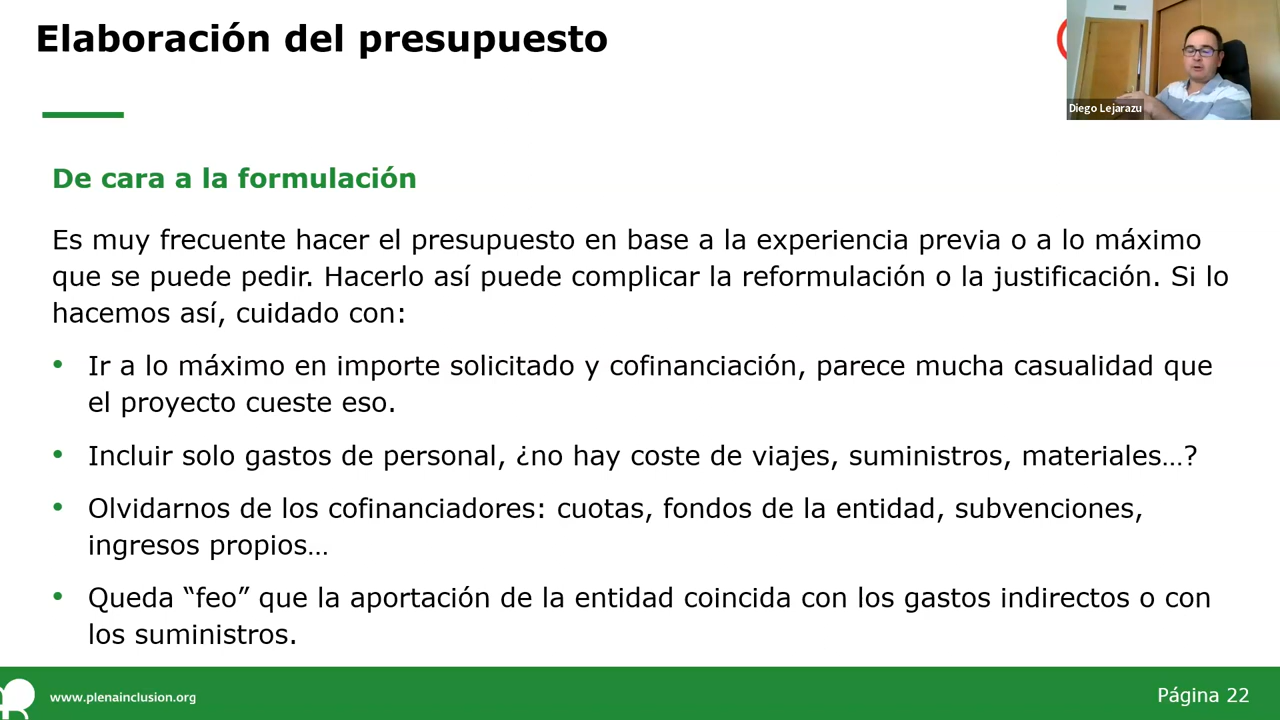 Elaboración del presupuesto
Diego Lejarazu
De cara a la formulación
Es muy frecuente hacer el presupuesto en base a la experiencia previa o a lo máximo
que se puede pedir. Hacerlo así puede complicar la reformulación o la justificación. Si lo
hacemos así, cuidado con:
• Ir a lo máximo en importe solicitado y cofinanciación, parece mucha casualidad que
el proyecto cueste eso.
• Incluir solo gastos de personal, ¿no hay coste de viajes, suministros, materiales…?
• Olvidarnos de los cofinanciadores: cuotas, fondos de la entidad, subvenciones,
ingresos propios…
• Queda “feo” que la aportación de la entidad coincida con los gastos indirectos o con
los suministros.
www.plenainclusion.org
Página 22